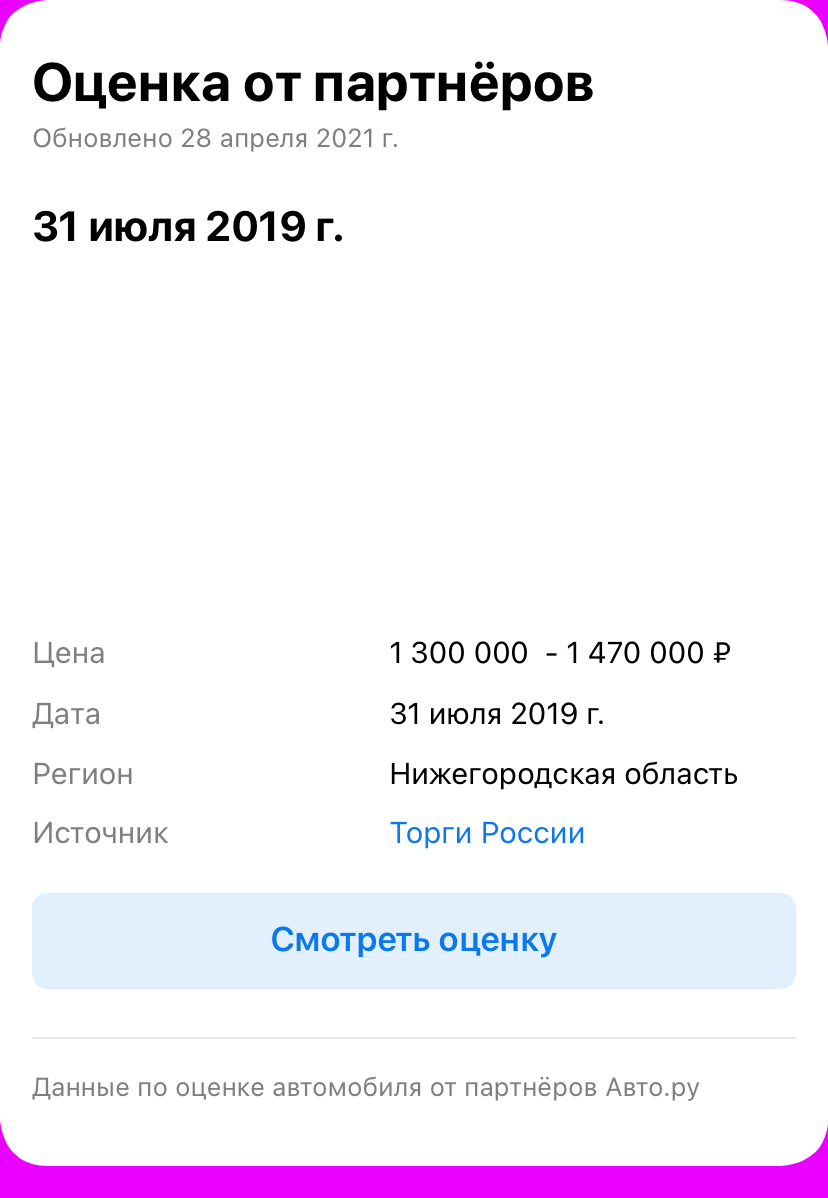 Оценка от партнёров
Обновлено 28 апреля 2021 г.
31 июля 2019 г.
Цена 1 300 000 - 1 470 000 ₽
Дата 31 июля 2019 г.
Регион Нижегородская область
Источник Торги России
Смотреть оценку
Данные по оценке автомобиля от партнёров Авто.ру